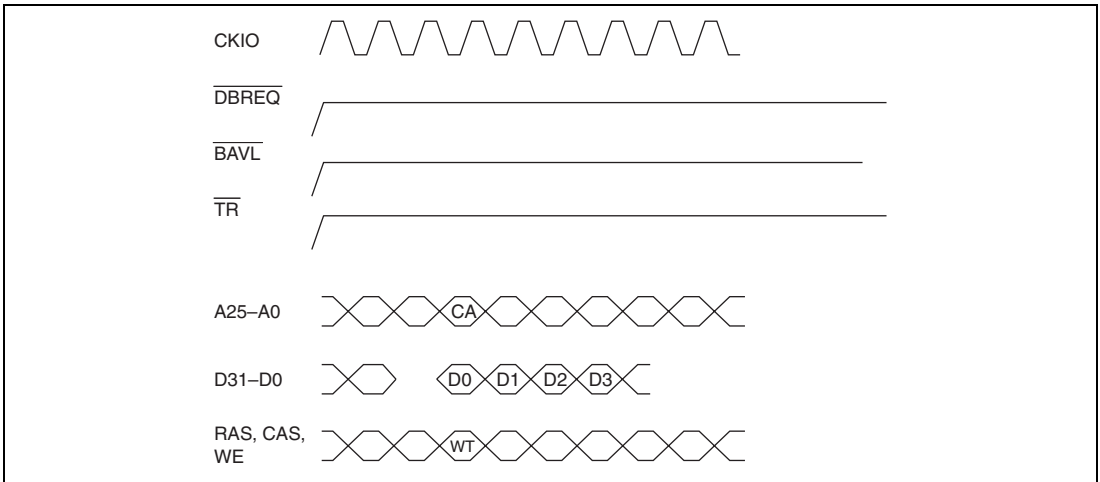 CKIO
DBREQ
BAVL
TR
A25–A0 CA
D31–D0 D0 D1 D2 D3
RAS, CAS, WE WT